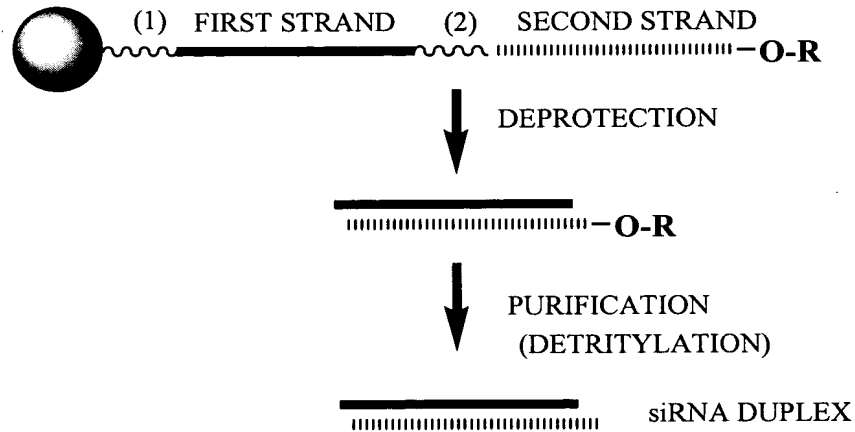 (1) FIRST STRAND (2) SECOND STRAND
O-R
DEPROTECTION
O-R
PURIFICATION
(DETRITYLATION)
siRNA DUPLEX